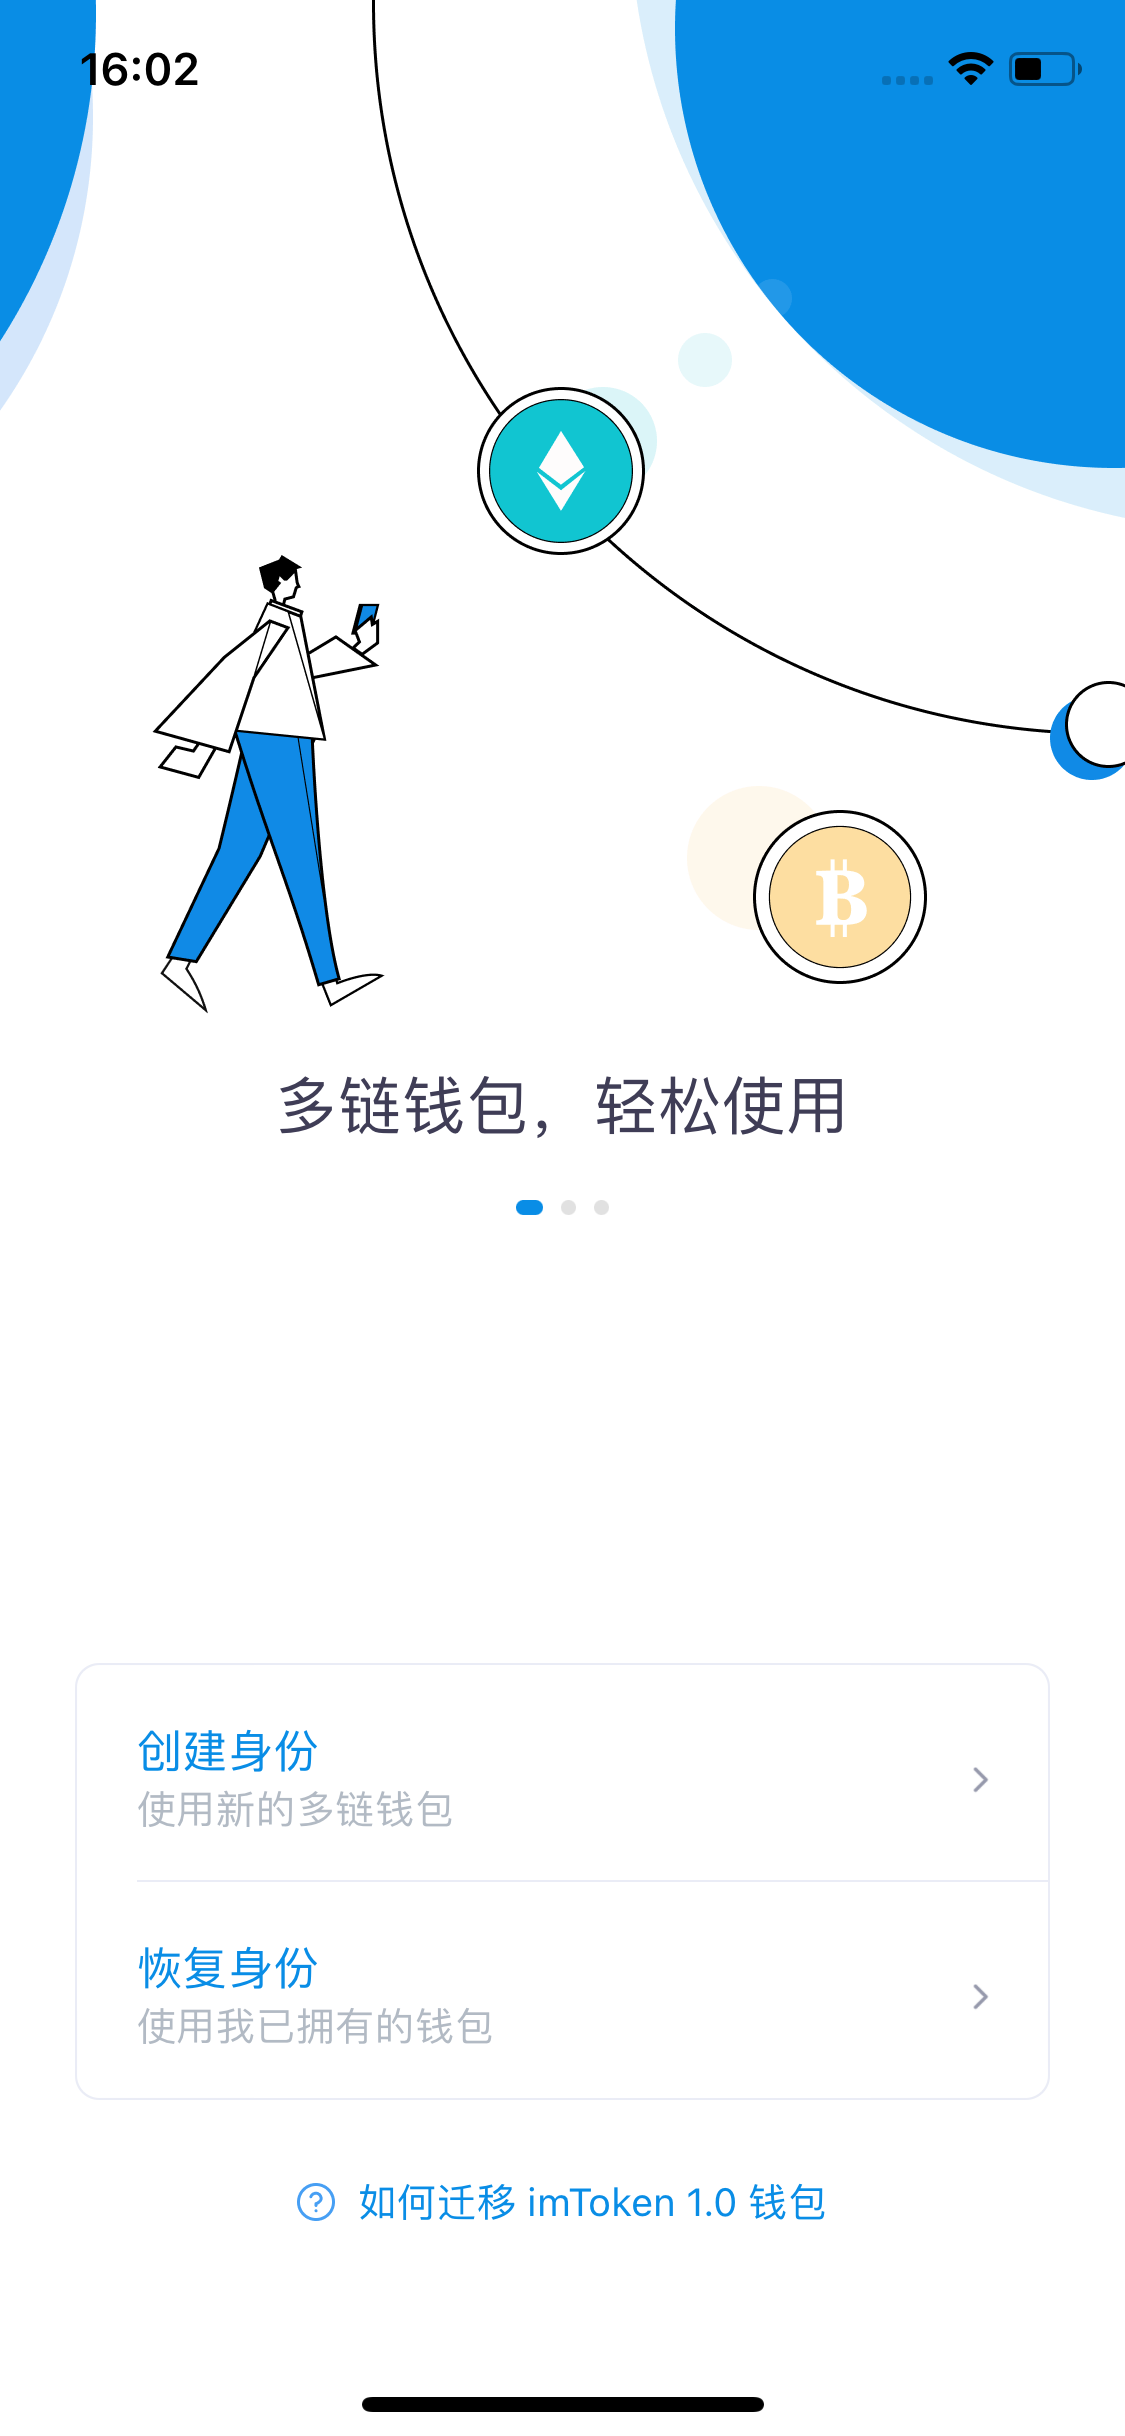 16:02
多链钱包，轻松使用
创建身份
使用新的多链钱包
恢复身份
使用我已拥有的钱包
如何迁移 imToken 1.0 钱包